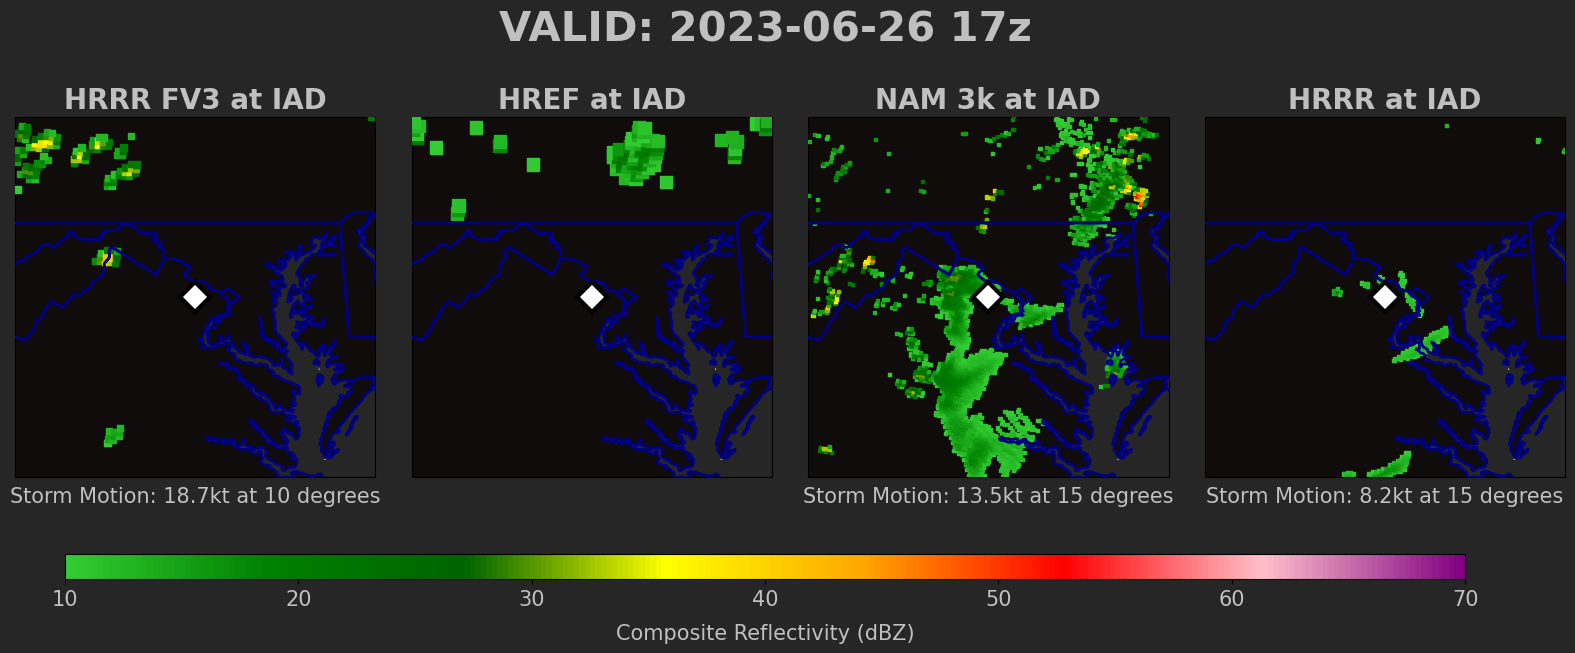 VALID: 2023-06-26 17z
HRRR FV3 at IAD
HREF at IAD
NAM 3k at IAD
HRRR at IAD
Storm Motion: 18.7kt at 10 degrees
Storm Motion: 13.5kt at 15 degrees
Storm Motion: 8.2kt at 15 degrees
10 20 30 40 50 60 70
Composite Reflectivity (dBZ)